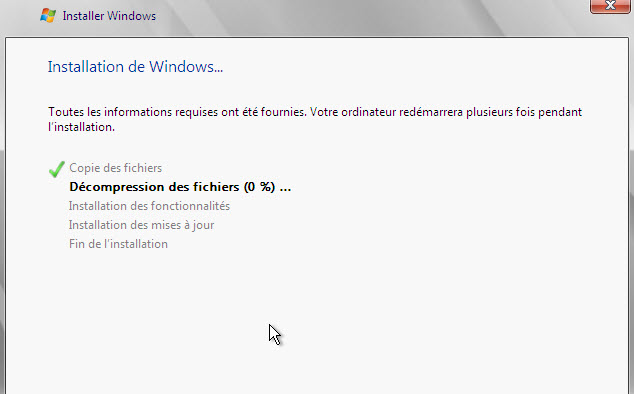 Installer Windows
Installation de Windows...
Toutes les informations requises ont été fournies. Votre ordinateur redémarrera plusieurs fois pendant
l'installation.
Copie des fichiers
Décompression des fichiers (0 %) ...
Installation des fonctionnalités
Installation des mises à jour
Fin de l'installation